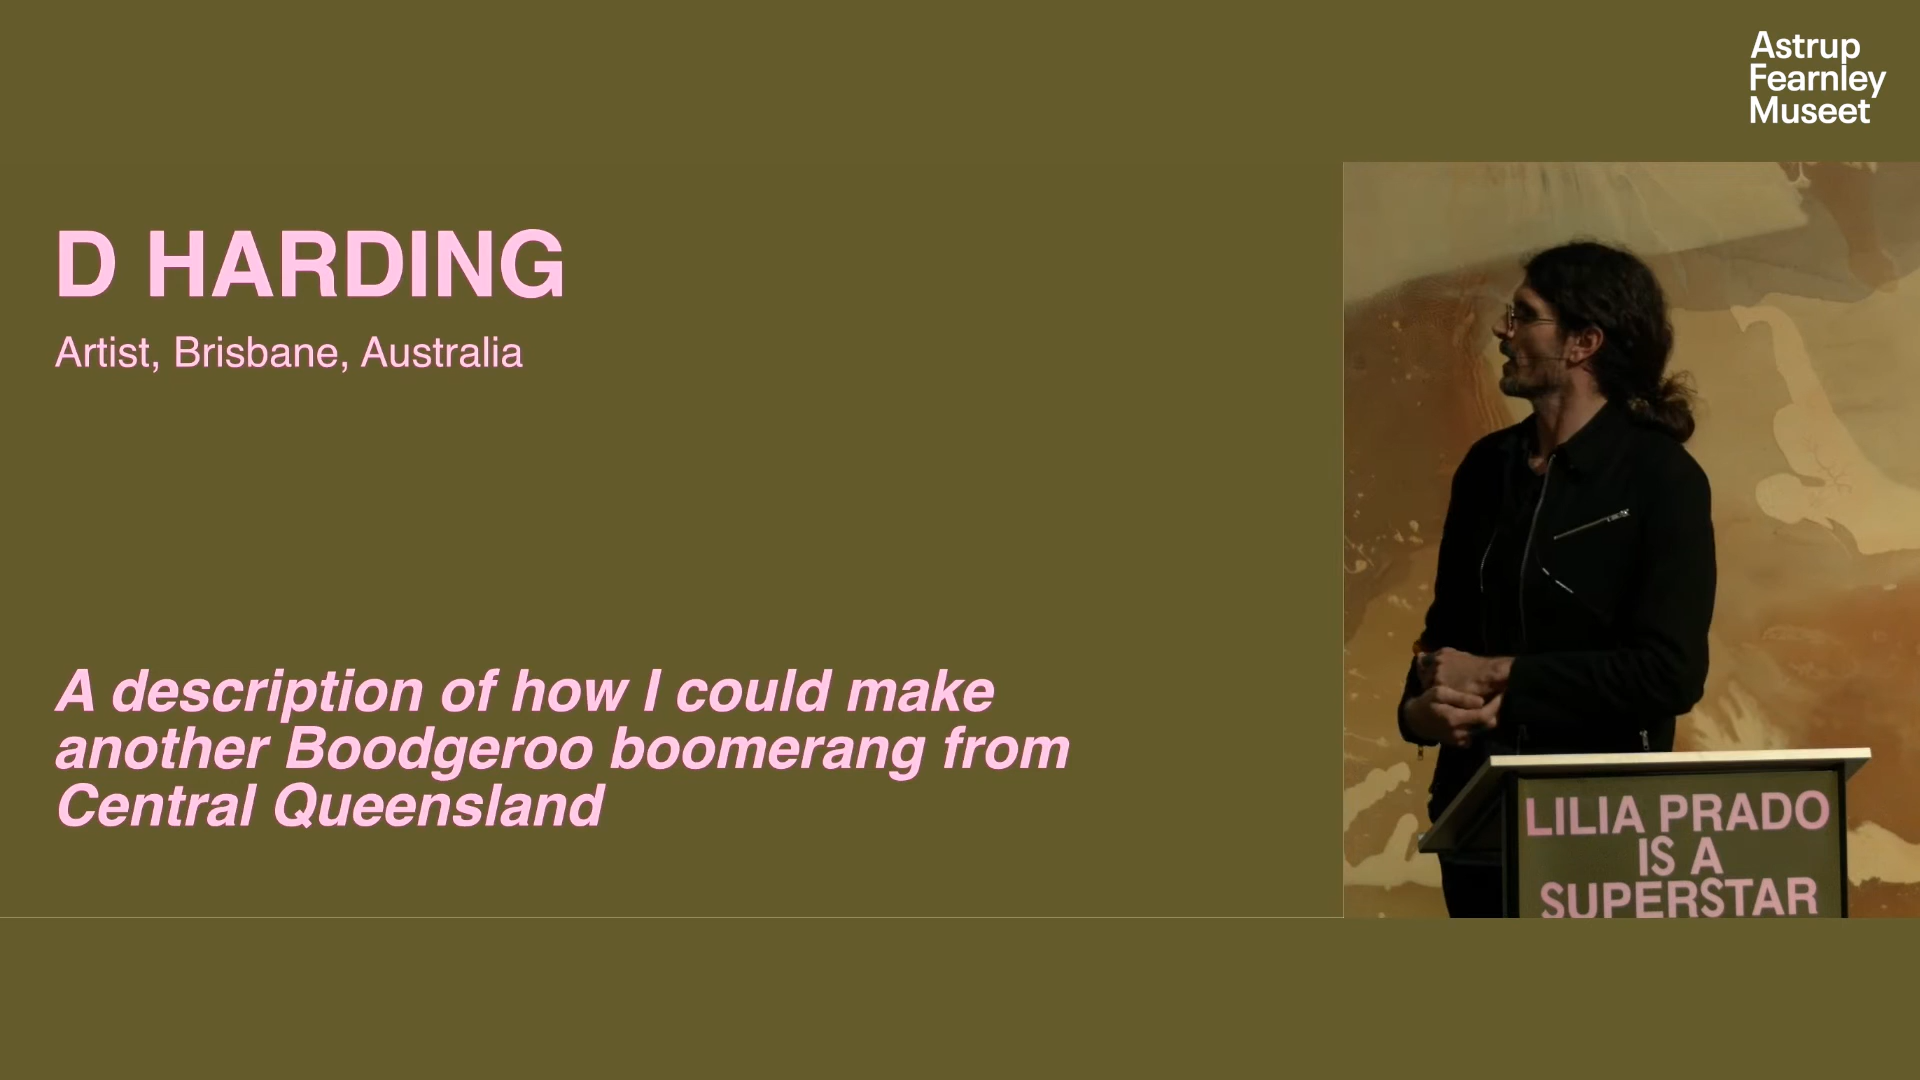 Astrup
Fearnley
Museet
D HARDING
Artist, Brisbane, Australia
A description of how I could make
another Boodgeroo boomerang from
Central Queensland
LILIA PRADO
IS A
SUPERSTAR